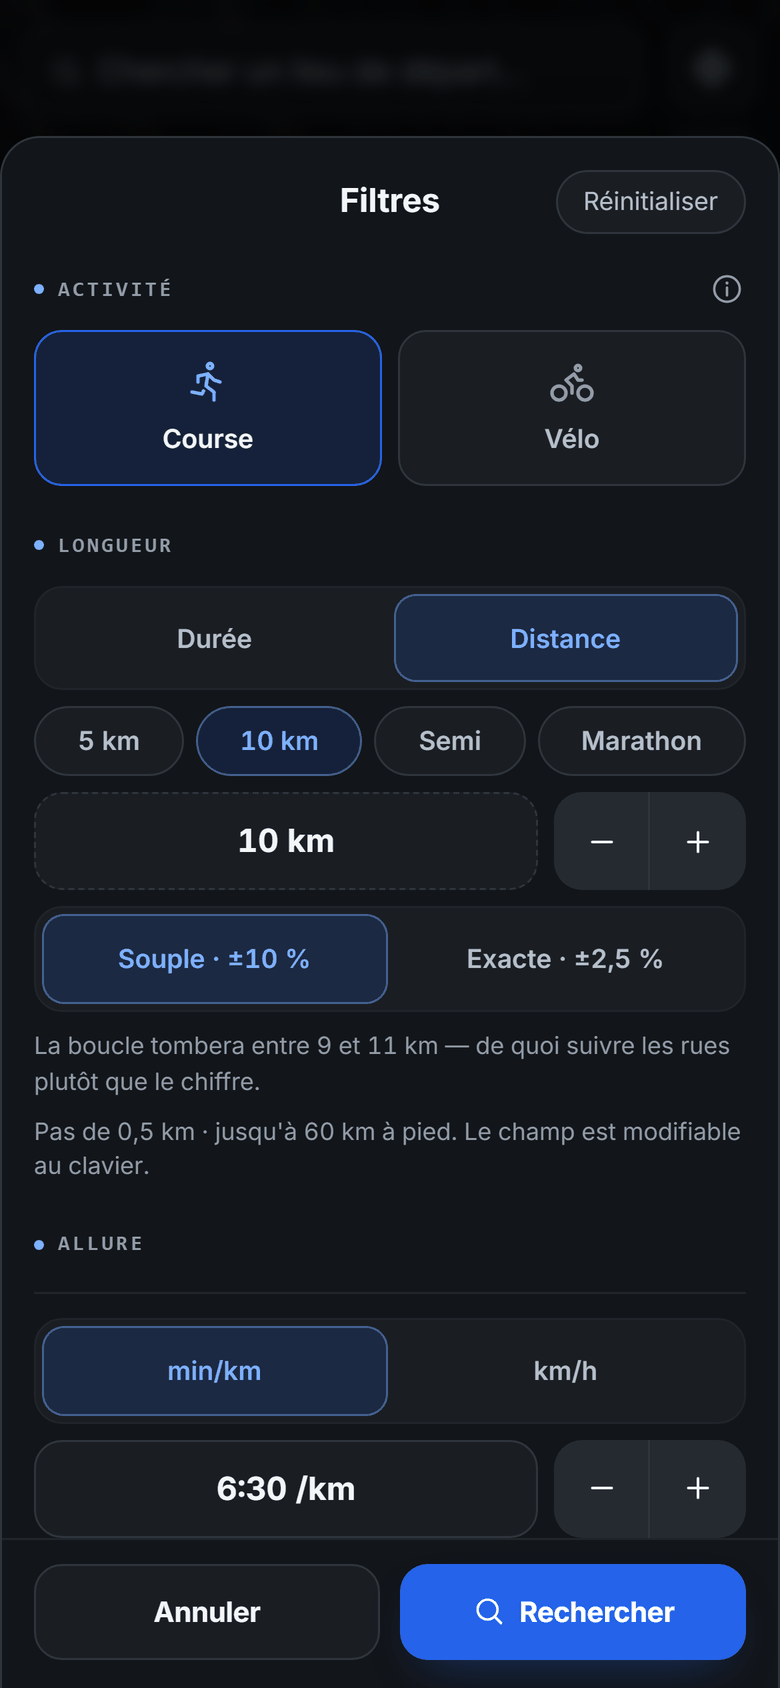 Filtres
Réinitialiser
ACTIVITÉ
Course
Vélo
LONGUEUR
Durée
Distance
5 km
10 km
Semi
Marathon
10 km
− +
Souple · ±10 %
Exacte · ±2,5 %
La boucle tombera entre 9 et 11 km — de quoi suivre les rues
plutôt que le chiffre.
Pas de 0,5 km · jusqu'à 60 km à pied. Le champ est modifiable
au clavier.
ALLURE
min/km
km/h
6:30 /km
− +
Annuler
Rechercher